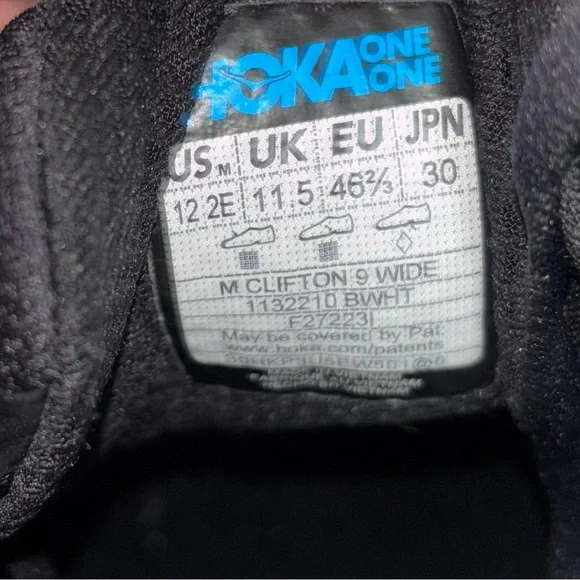 HOKA ONE ONE
US M UK EU JPN
12 2E 11.5 46⅔ 30
M CLIFTON 9 WIDE
1132210 BWHT
F27223I
May be covered by Pat:
www.hoka.com/patents